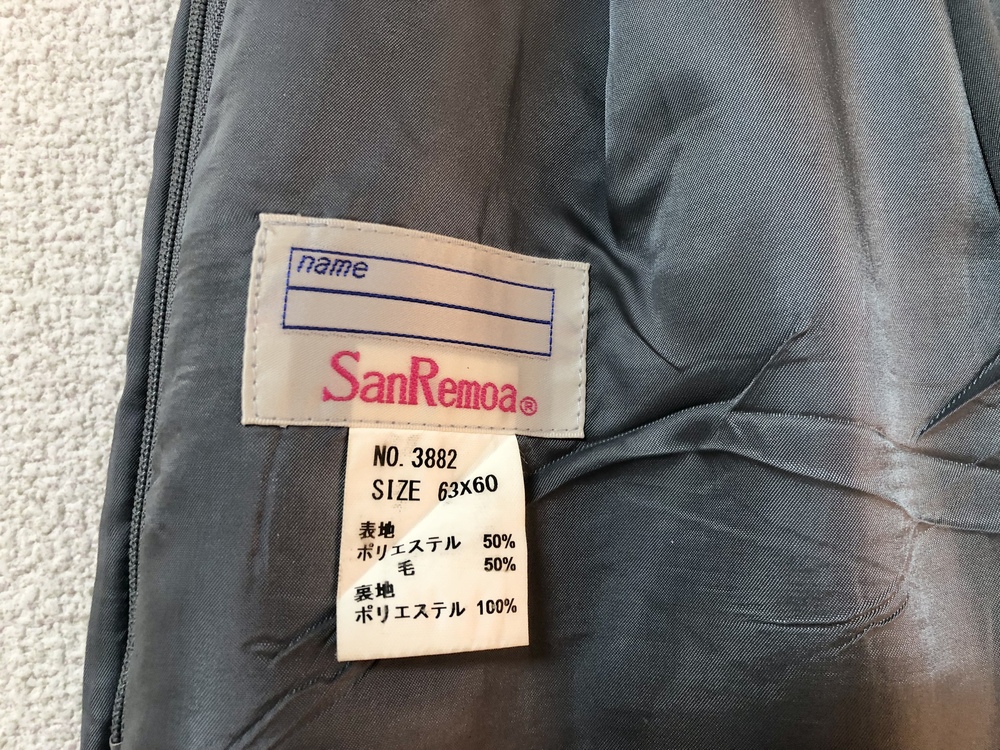 name
SanRemoa®
NO. 3882
SIZE 63X60
表地
ポリエステル 50%
毛 50%
裏地
ポリエステル 100%